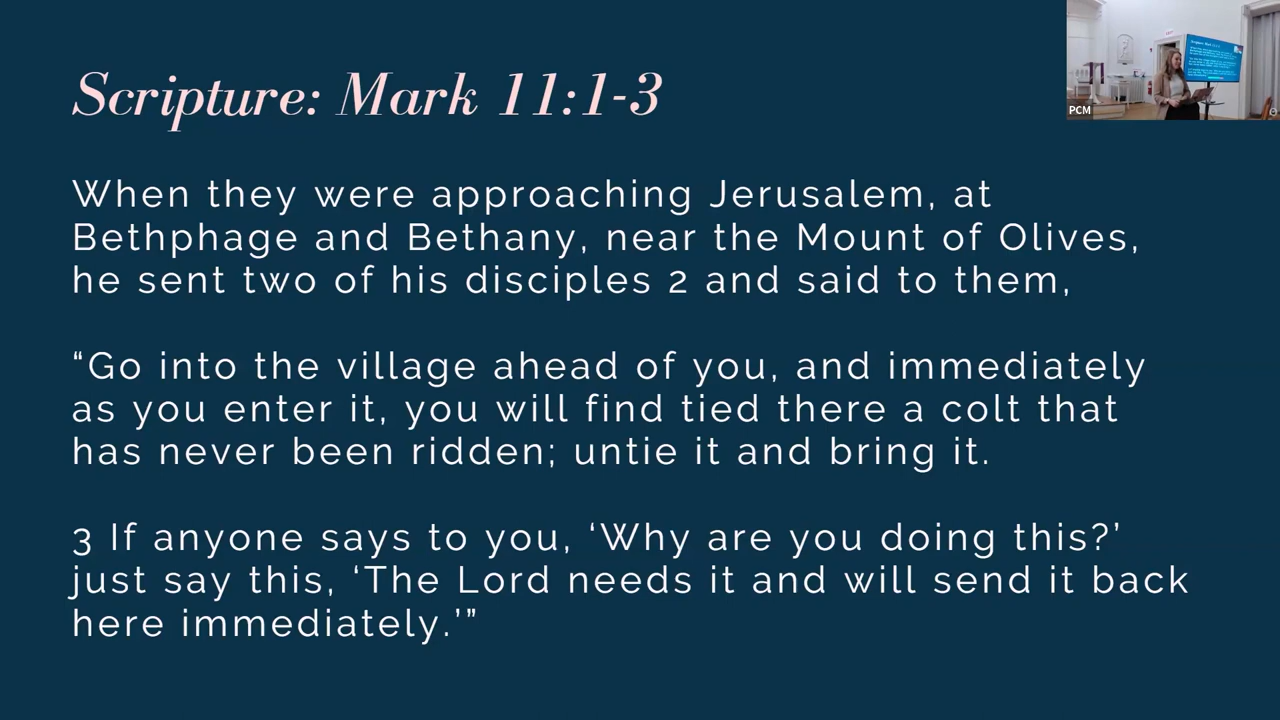 Scripture: Mark 11:1-3
When they were approaching Jerusalem, at
Bethphage and Bethany, near the Mount of Olives,
he sent two of his disciples 2 and said to them,
“Go into the village ahead of you, and immediately
as you enter it, you will find tied there a colt that
has never been ridden; untie it and bring it.
3 If anyone says to you, ‘Why are you doing this?’
just say this, ‘The Lord needs it and will send it back
here immediately.’”
PCM